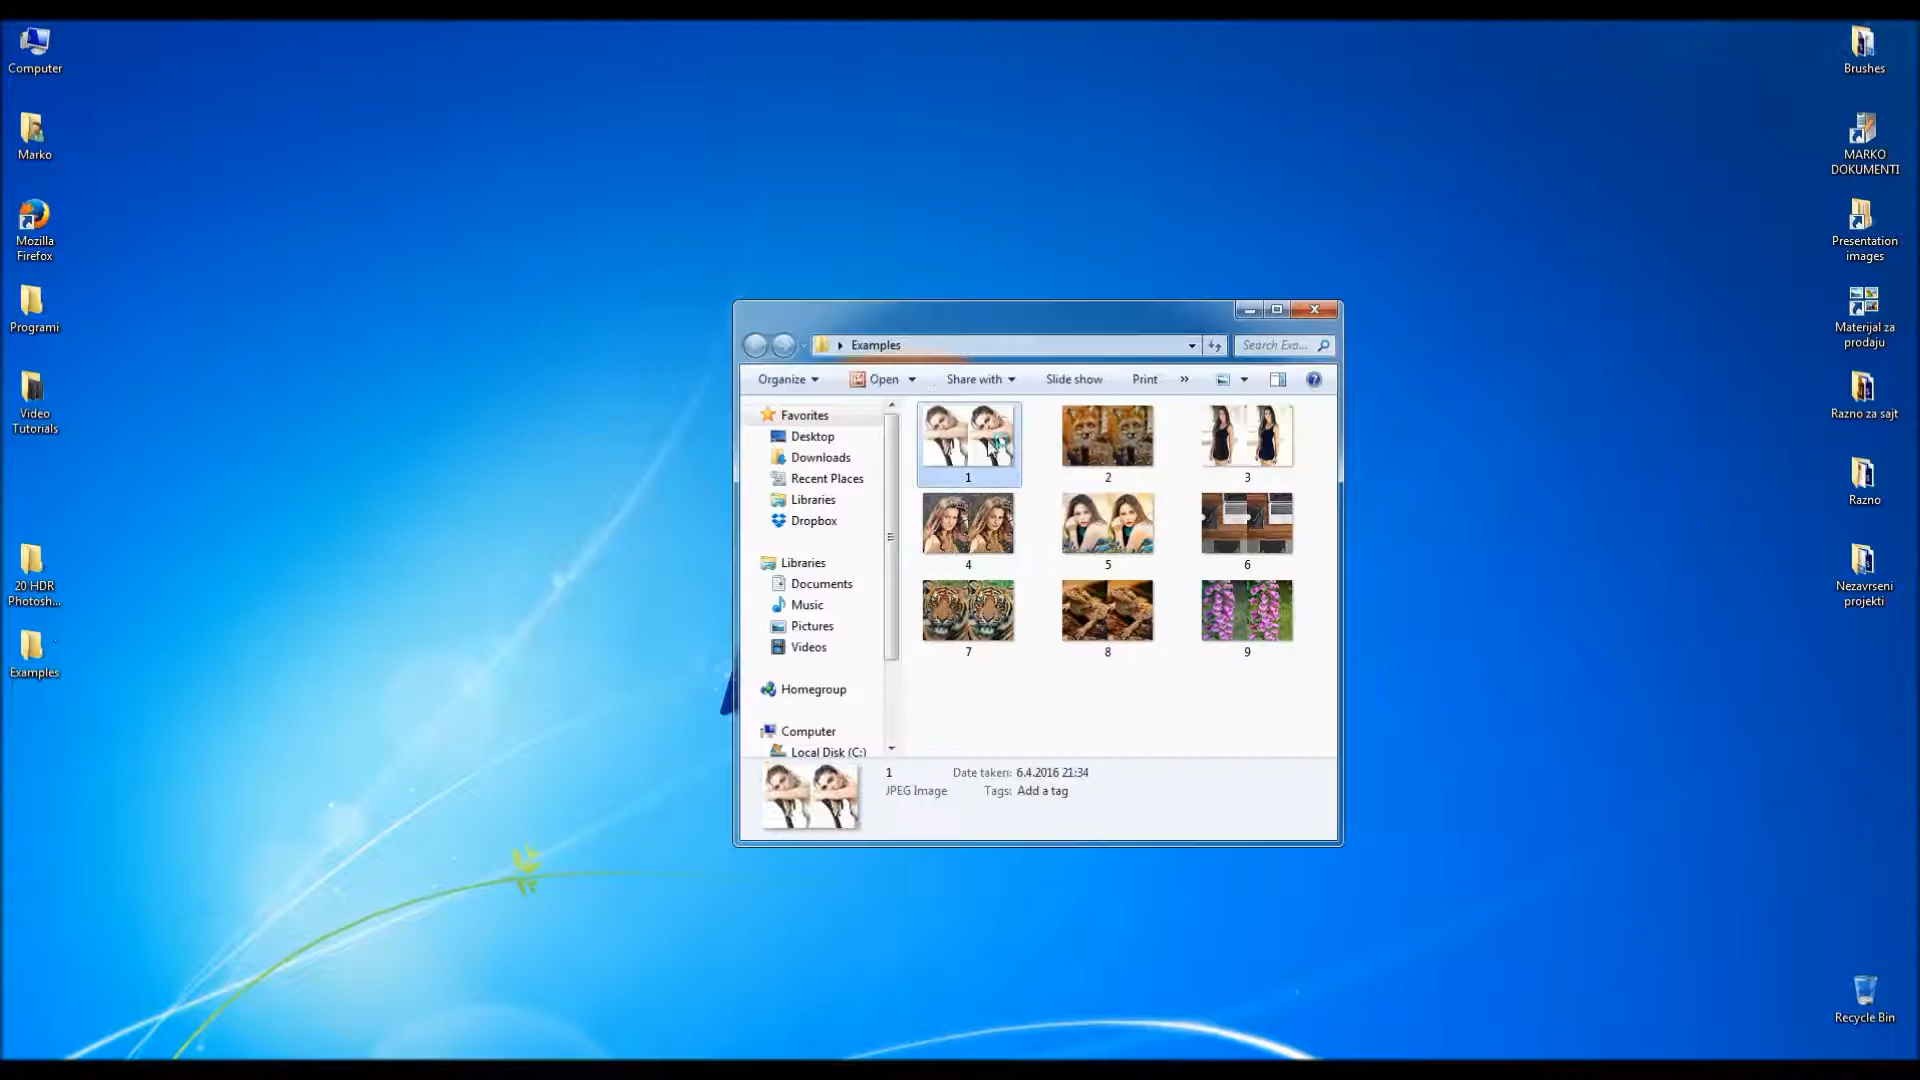 Computer
Marko
Mozilla
Firefox
Programi
Video
Tutorials
20 HDR
Photosh...
Examples
Examples
Search Exa...
Organize
Open
Share with
Slide show
Print
»
Favorites
Desktop
Downloads
Recent Places
Libraries
Dropbox
Libraries
Documents
Music
Pictures
Videos
Homegroup
Computer
Local Disk (C:)
1
2
3
4
5
6
7
8
9
1
Date taken: 6.4.2016 21:34
JPEG Image
Tags: Add a tag
Brushes
MARKO
DOKUMENTI
Presentation
images
Materijal za
prodaju
Razno za sajt
Razno
Nezavrseni
projekti
Recycle Bin